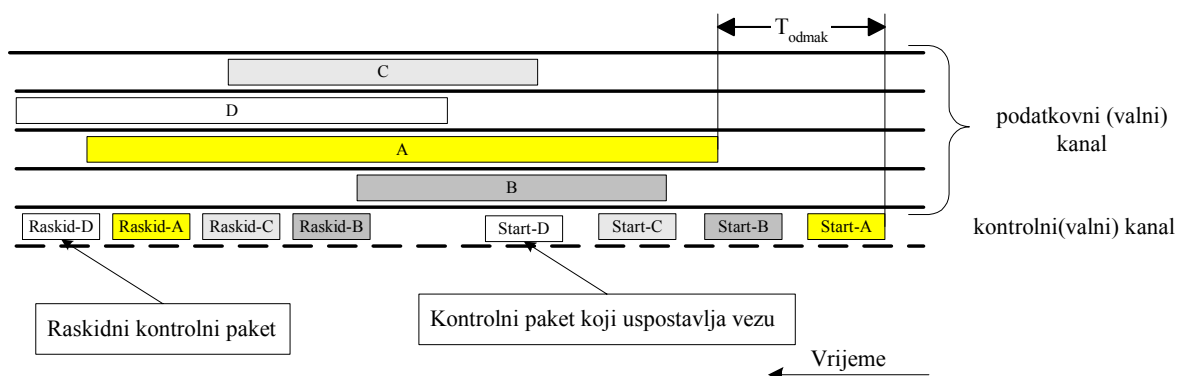 T_odmak
C
D
A
B
podatkovni (valni)
kanal
Raskid-D Raskid-A Raskid-C Raskid-B Start-D Start-C Start-B Start-A
kontrolni(valni) kanal
Raskidni kontrolni paket
Kontrolni paket koji uspostavlja vezu
Vrijeme